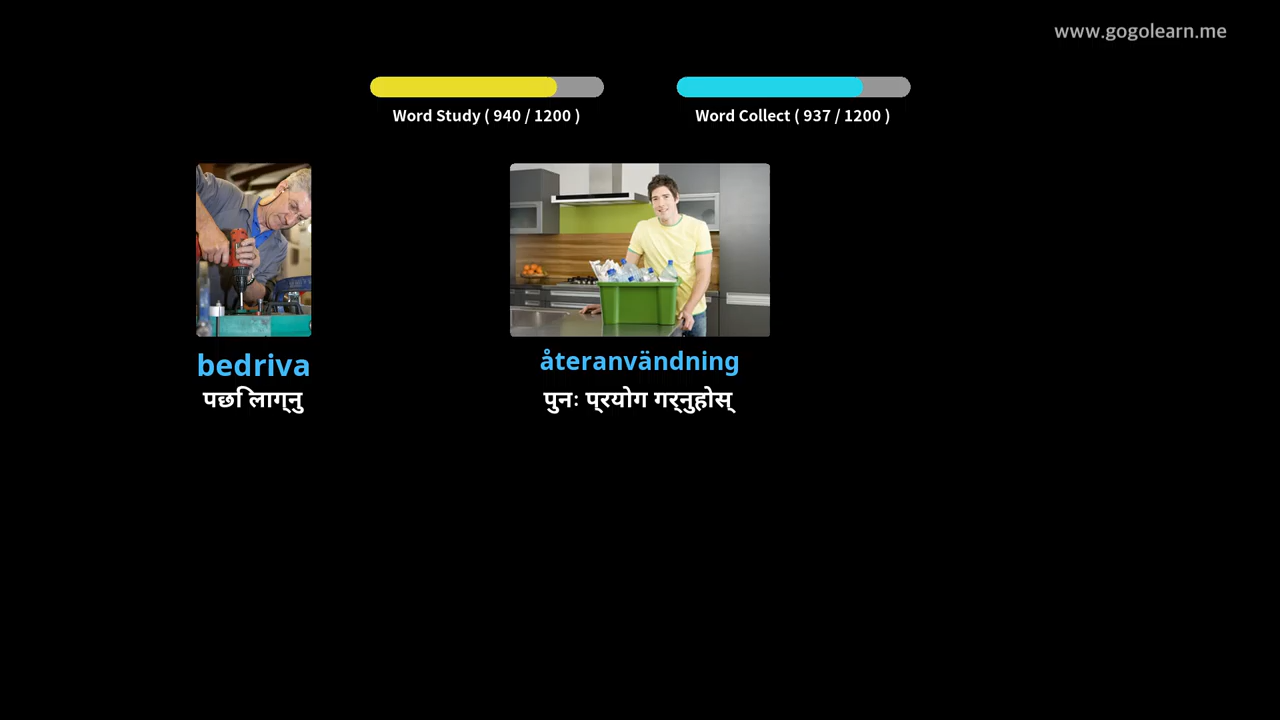 www.gogolearn.me
Word Study ( 940 / 1200 )
Word Collect ( 937 / 1200 )
bedriva
पछि लाग्नु
återanvändning
पुनः प्रयोग गर्नुहोस्